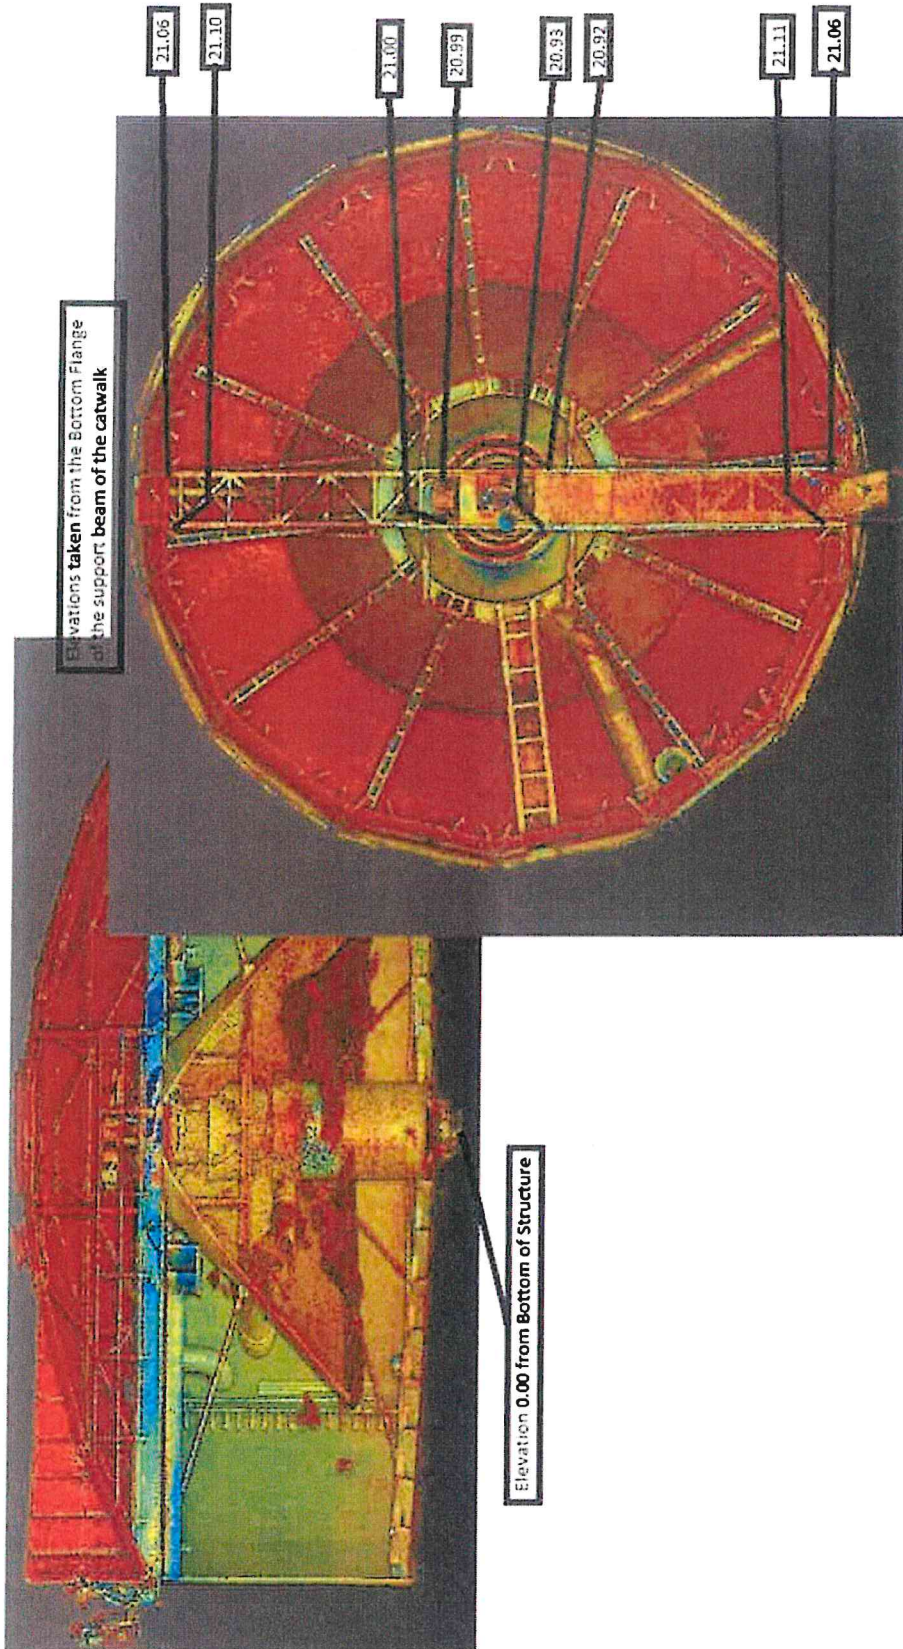 21.06
21.10
21.00
20.99
20.93
20.92
21.11
21.06
Elevations taken from the Bottom Flange
of the support beam of the catwalk
Elevation 0.00 from Bottom of Structure